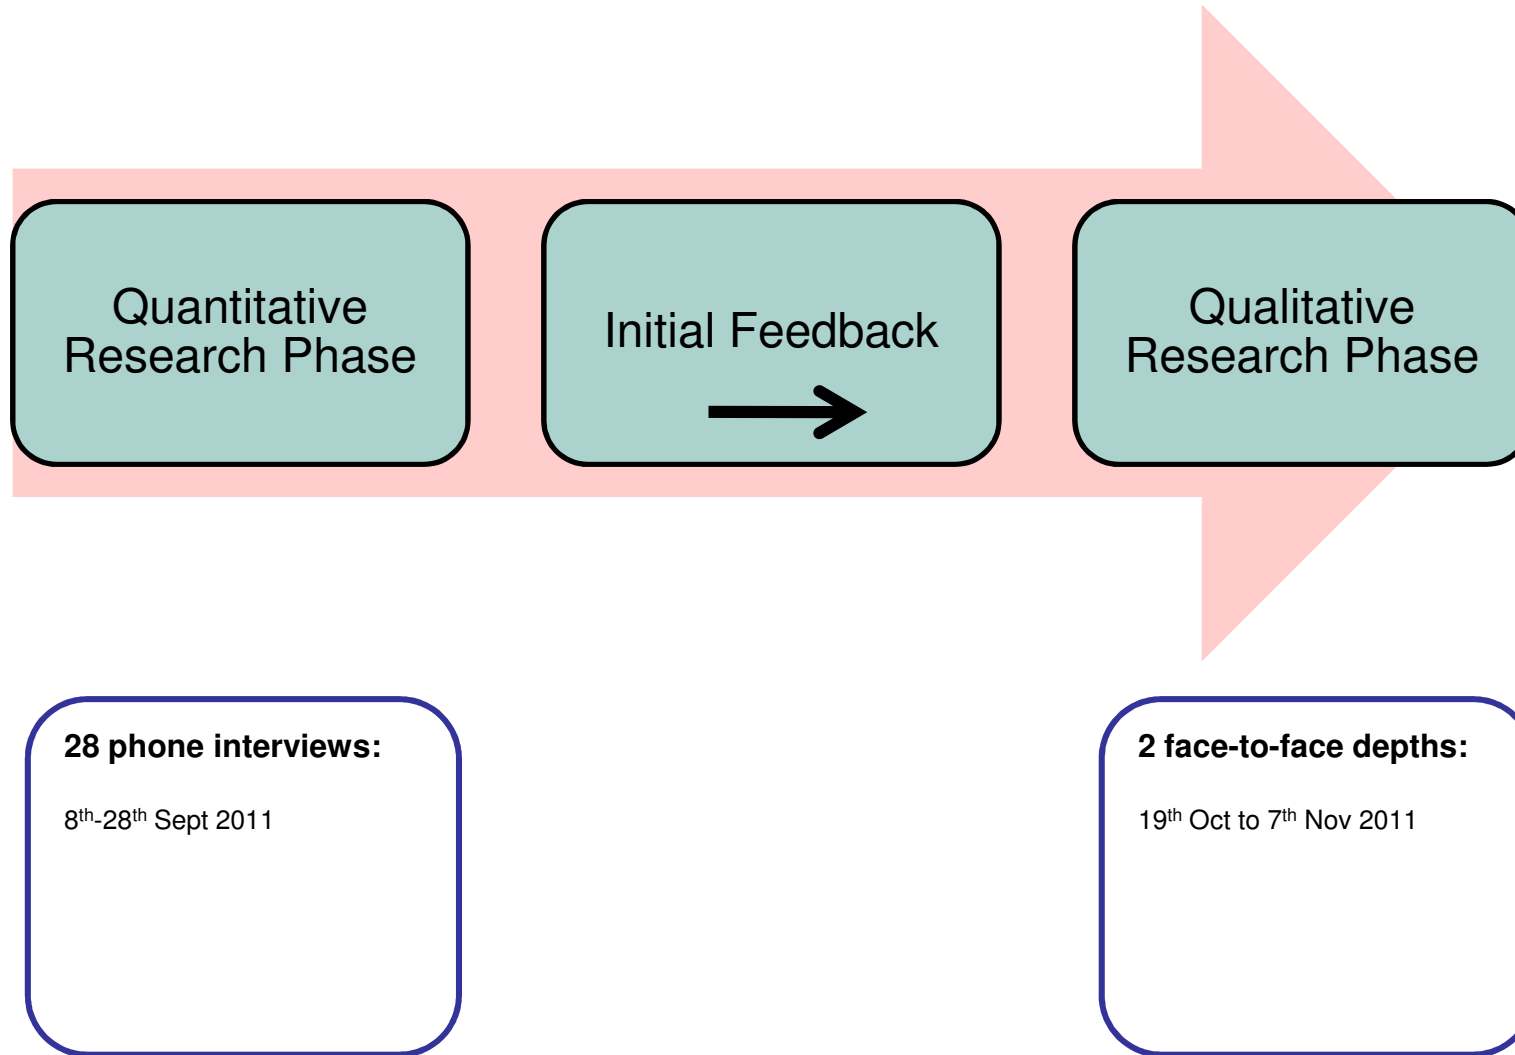 Quantitative
Research Phase
Initial Feedback
Qualitative
Research Phase
28 phone interviews:
8th-28th Sept 2011
2 face-to-face depths:
19th Oct to 7th Nov 2011